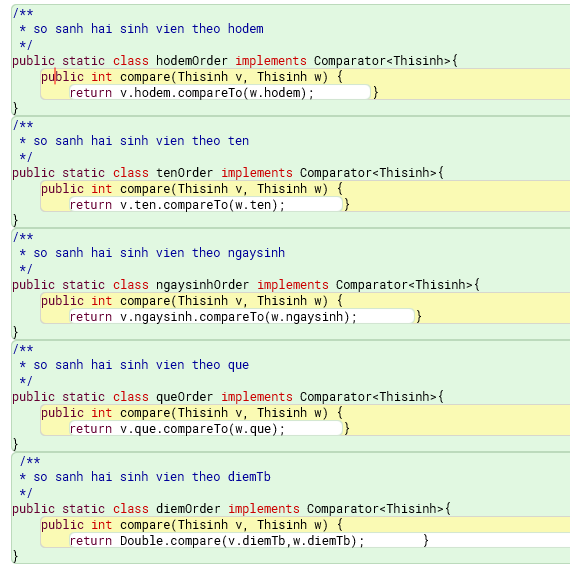 /**
 * so sanh hai sinh vien theo hodem
 */
public static class hodemOrder implements Comparator<Thisinh>{
    public int compare(Thisinh v, Thisinh w) {
        return v.hodem.compareTo(w.hodem);        }
}
/**
 * so sanh hai sinh vien theo ten
 */
public static class tenOrder implements Comparator<Thisinh>{
    public int compare(Thisinh v, Thisinh w) {
        return v.ten.compareTo(w.ten);        }
}
/**
 * so sanh hai sinh vien theo ngaysinh
 */
public static class ngaysinhOrder implements Comparator<Thisinh>{
    public int compare(Thisinh v, Thisinh w) {
        return v.ngaysinh.compareTo(w.ngaysinh);        }
}
/**
 * so sanh hai sinh vien theo que
 */
public static class queOrder implements Comparator<Thisinh>{
    public int compare(Thisinh v, Thisinh w) {
        return v.que.compareTo(w.que);        }
}
 /**
 * so sanh hai sinh vien theo diemTb
 */
public static class diemOrder implements Comparator<Thisinh>{
    public int compare(Thisinh v, Thisinh w) {
        return Double.compare(v.diemTb,w.diemTb);        }
}